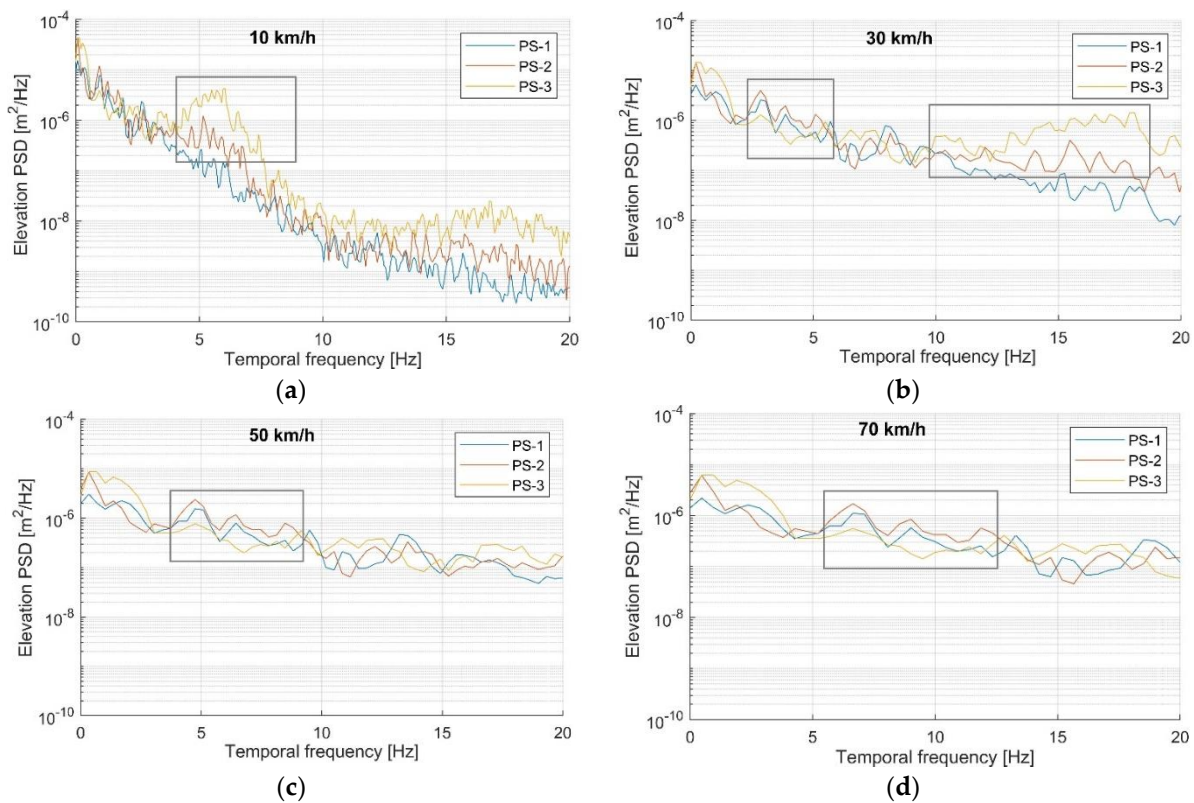 10 km/h
PS-1
PS-2
PS-3
Elevation PSD [m²/Hz]
10⁻⁴
10⁻⁶
10⁻⁸
10⁻¹⁰
0 5 10 15 20
Temporal frequency [Hz]
(a)
30 km/h
PS-1
PS-2
PS-3
Elevation PSD [m²/Hz]
10⁻⁴
10⁻⁶
10⁻⁸
10⁻¹⁰
0 5 10 15 20
Temporal frequency [Hz]
(b)
50 km/h
PS-1
PS-2
PS-3
Elevation PSD [m²/Hz]
10⁻⁴
10⁻⁶
10⁻⁸
10⁻¹⁰
0 5 10 15 20
Temporal frequency [Hz]
(c)
70 km/h
PS-1
PS-2
PS-3
Elevation PSD [m²/Hz]
10⁻⁴
10⁻⁶
10⁻⁸
10⁻¹⁰
0 5 10 15 20
Temporal frequency [Hz]
(d)